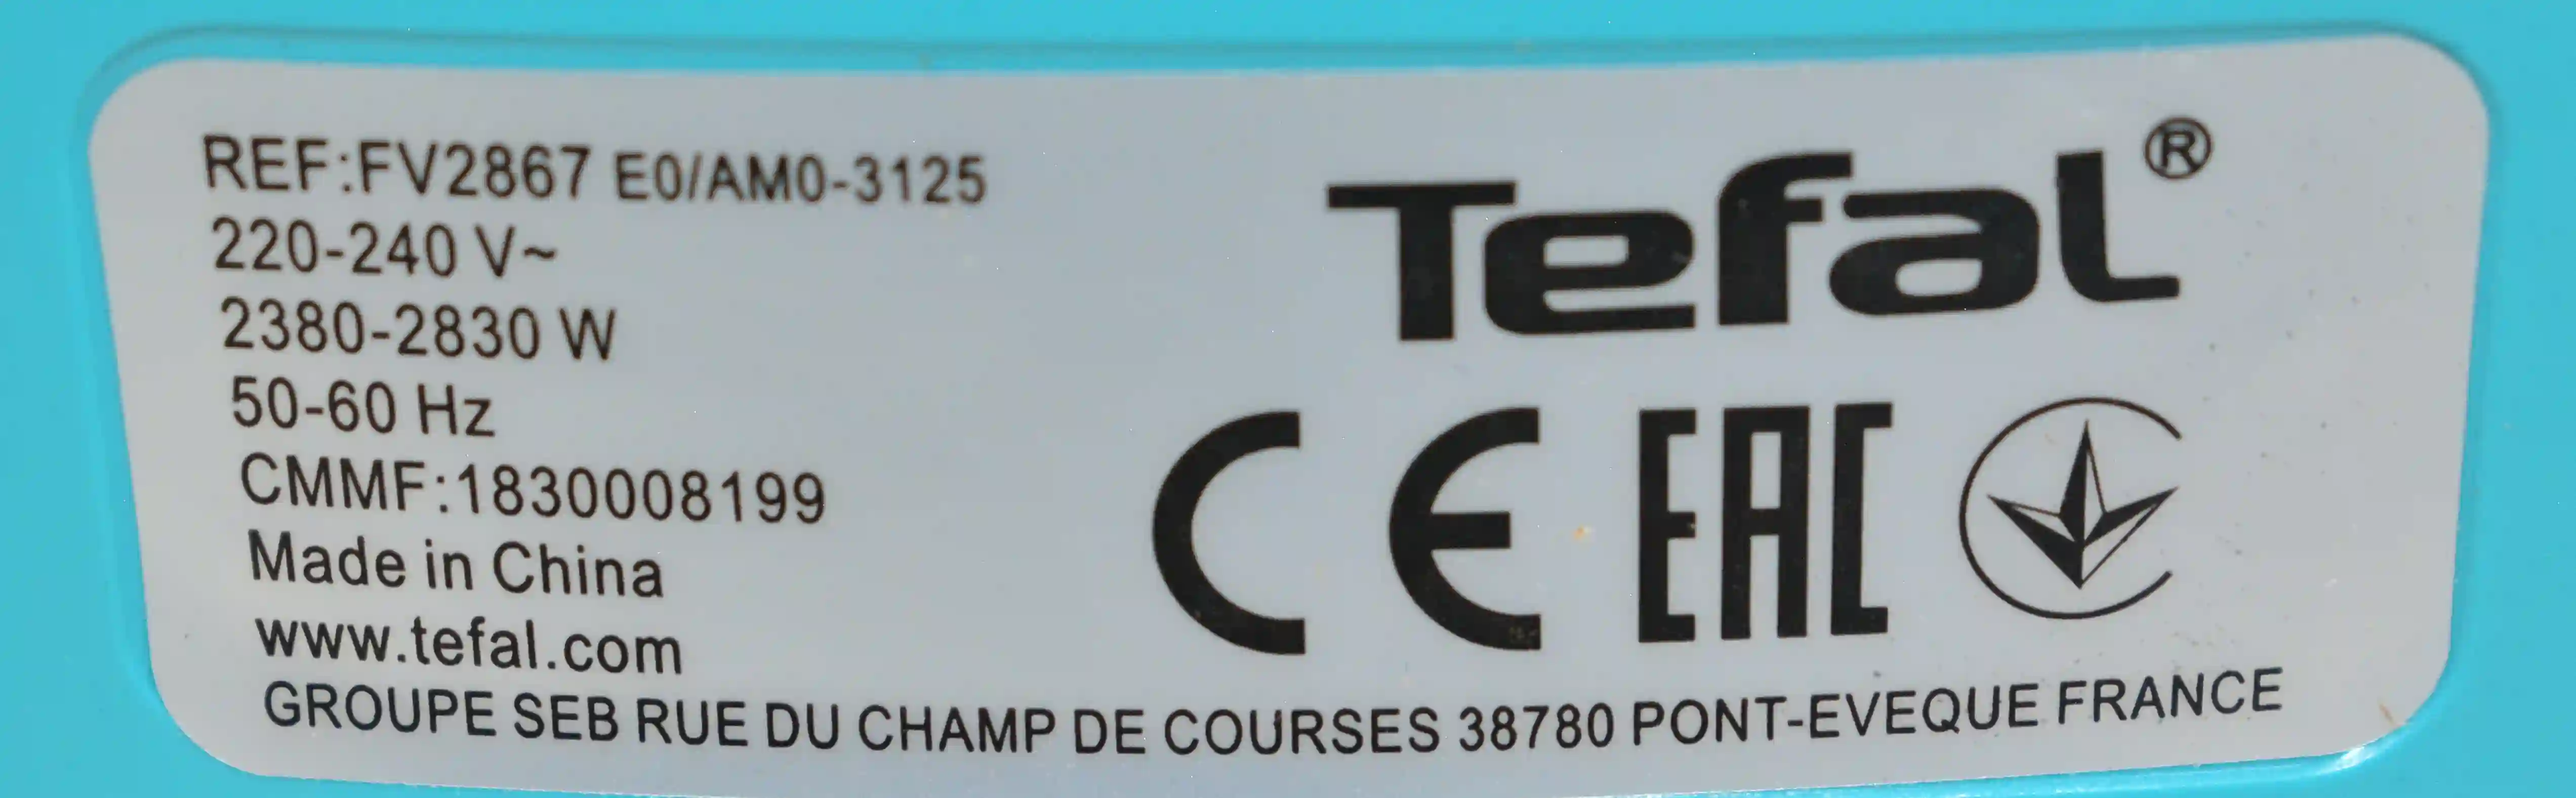 REF:FV2867 E0/AM0-3125
220-240 V~
2380-2830 W
50-60 Hz
CMMF:1830008199
Made in China
www.tefal.com
GROUPE SEB RUE DU CHAMP DE COURSES 38780 PONT-EVEQUE FRANCE
Tefal®
CE EAC